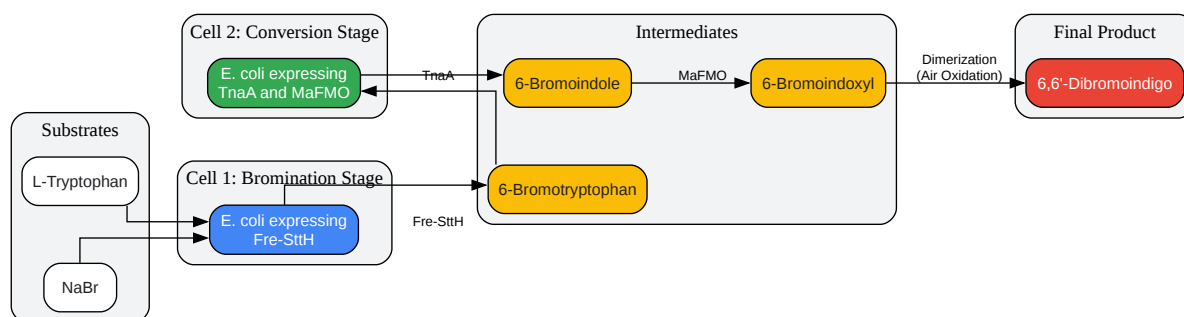 Cell 2: Conversion Stage
E. coli expressing
TnaA and MaFMO
TnaA
Intermediates
6-Bromoindole
MaFMO
6-Bromoindoxyl
6-Bromotryptophan
Dimerization
(Air Oxidation)
Final Product
6,6'-Dibromoindigo
Substrates
L-Tryptophan
NaBr
Cell 1: Bromination Stage
E. coli expressing
Fre-SttH
Fre-SttH